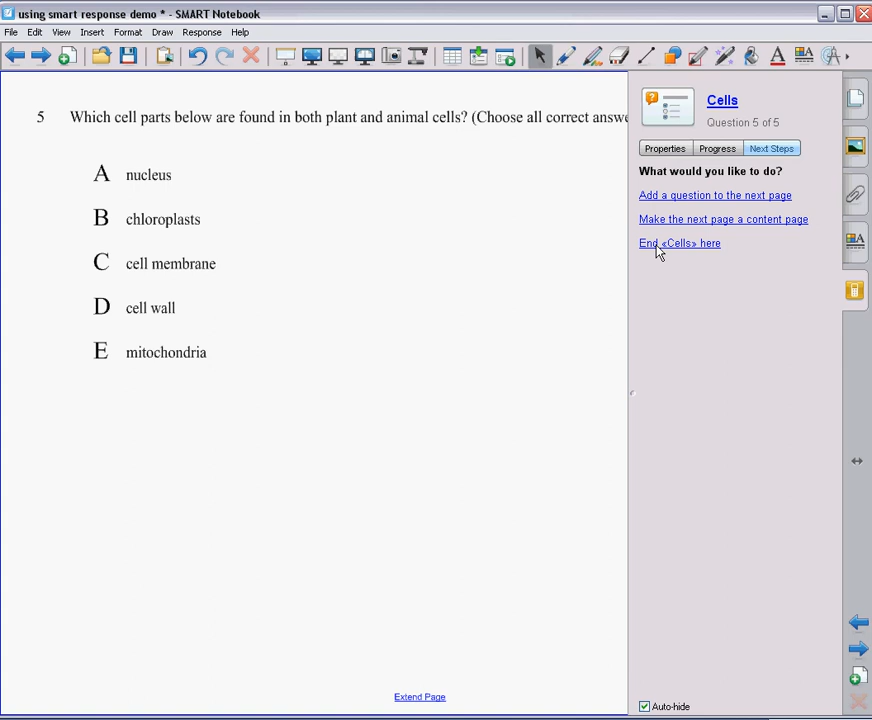 using smart response demo * - SMART Notebook
File Edit View Insert Format Draw Response Help
5 Which cell parts below are found in both plant and animal cells? (Choose all correct answe
A nucleus
B chloroplasts
C cell membrane
D cell wall
E mitochondria
Extend Page
Cells
Question 5 of 5
Properties Progress Next Steps
What would you like to do?
Add a question to the next page
Make the next page a content page
End «Cells» here
Auto-hide